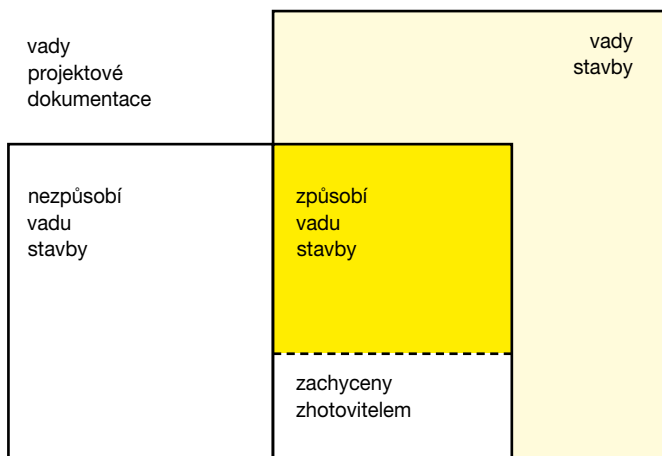 vady
projektové
dokumentace
vady
stavby
nezpůsobí
vadu
stavby
způsobí
vadu
stavby
zachyceny
zhotovitelem